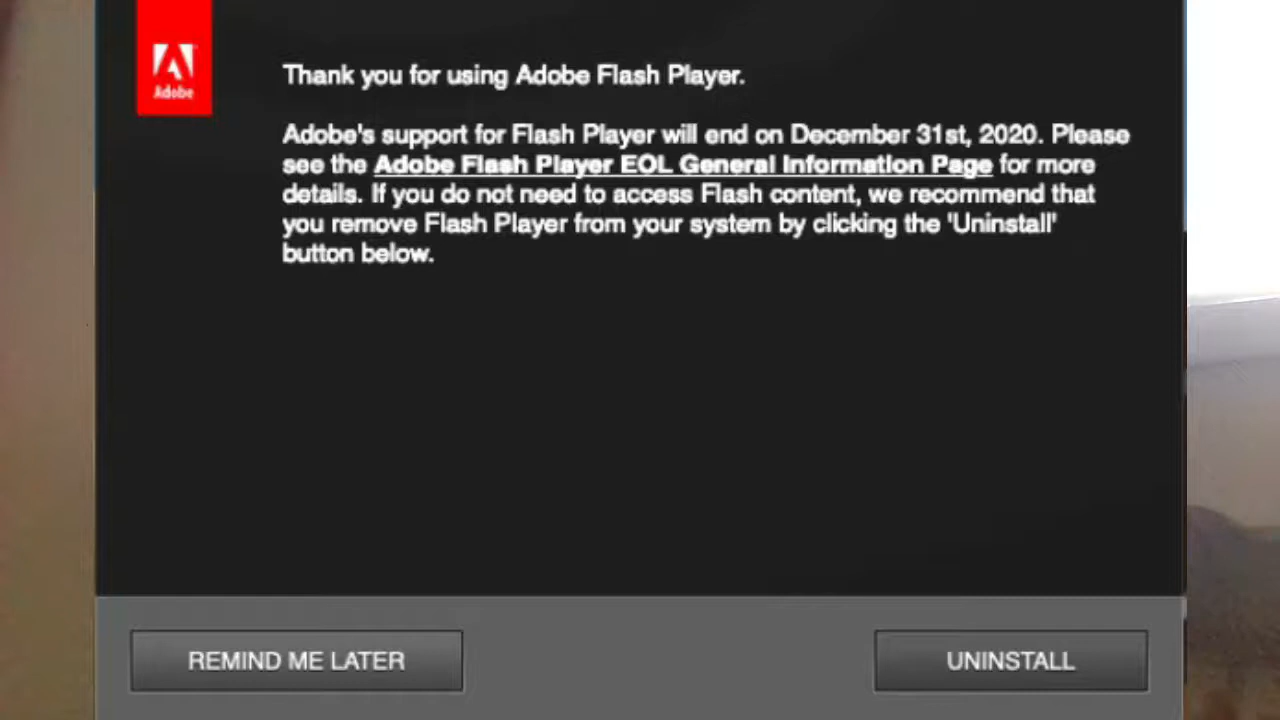 Adobe
Thank you for using Adobe Flash Player.
Adobe's support for Flash Player will end on December 31st, 2020. Please
see the Adobe Flash Player EOL General Information Page for more
details. If you do not need to access Flash content, we recommend that
you remove Flash Player from your system by clicking the 'Uninstall'
button below.
REMIND ME LATER
UNINSTALL